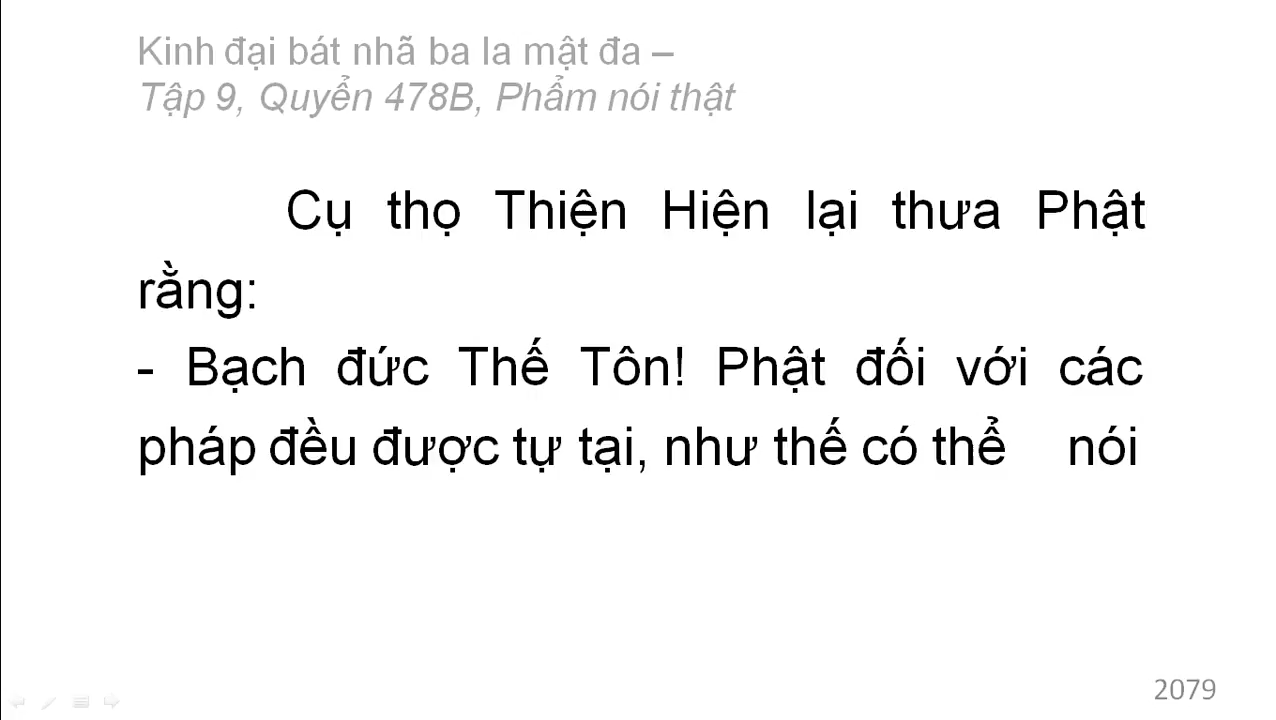 Kinh đại bát nhã ba la mật đa –
Tập 9, Quyển 478B, Phẩm nói thật
Cụ thọ Thiện Hiện lại thưa Phật
rằng:
- Bạch đức Thế Tôn! Phật đối với các
pháp đều được tự tại, như thế có thể nói
2079